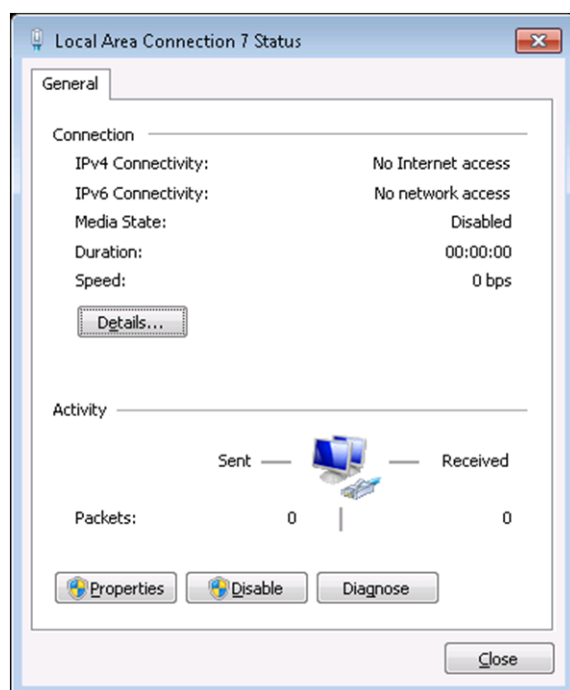 Local Area Connection 7 Status
General
Connection
IPv4 Connectivity: No Internet access
IPv6 Connectivity: No network access
Media State: Disabled
Duration: 00:00:00
Speed: 0 bps
Details...
Activity
Sent Received
Packets: 0 0
Properties Disable Diagnose
Close